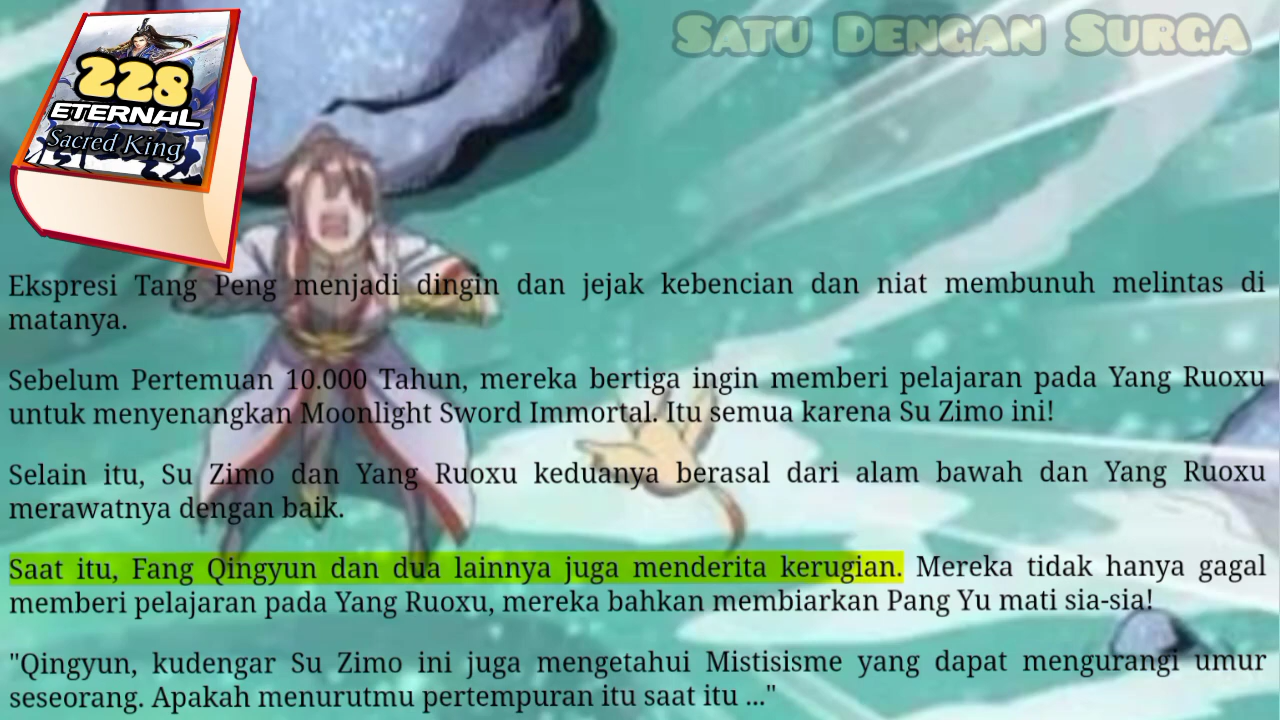 Satu Dengan Surga
228
ETERNAL
Sacred King
Ekspresi Tang Peng menjadi dingin dan jejak kebencian dan niat membunuh melintas di
matanya.
Sebelum Pertemuan 10.000 Tahun, mereka bertiga ingin memberi pelajaran pada Yang Ruoxu
untuk menyenangkan Moonlight Sword Immortal. Itu semua karena Su Zimo ini!
Selain itu, Su Zimo dan Yang Ruoxu keduanya berasal dari alam bawah dan Yang Ruoxu
merawatnya dengan baik.
Saat itu, Fang Qingyun dan dua lainnya juga menderita kerugian. Mereka tidak hanya gagal
memberi pelajaran pada Yang Ruoxu, mereka bahkan membiarkan Pang Yu mati sia-sia!
"Qingyun, kudengar Su Zimo ini juga mengetahui Mistisisme yang dapat mengurangi umur
seseorang. Apakah menurutmu pertempuran itu saat itu ..."